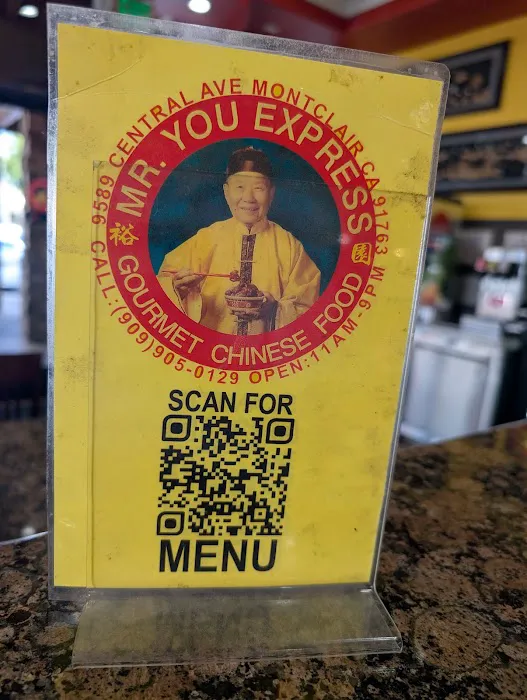 9589 CENTRAL AVE MONTCLAIR CA 91763
MR. YOU EXPRESS
裕
園
GOURMET CHINESE FOOD
CALL:(909)905-0129 OPEN:11AM-9PM
SCAN FOR
MENU